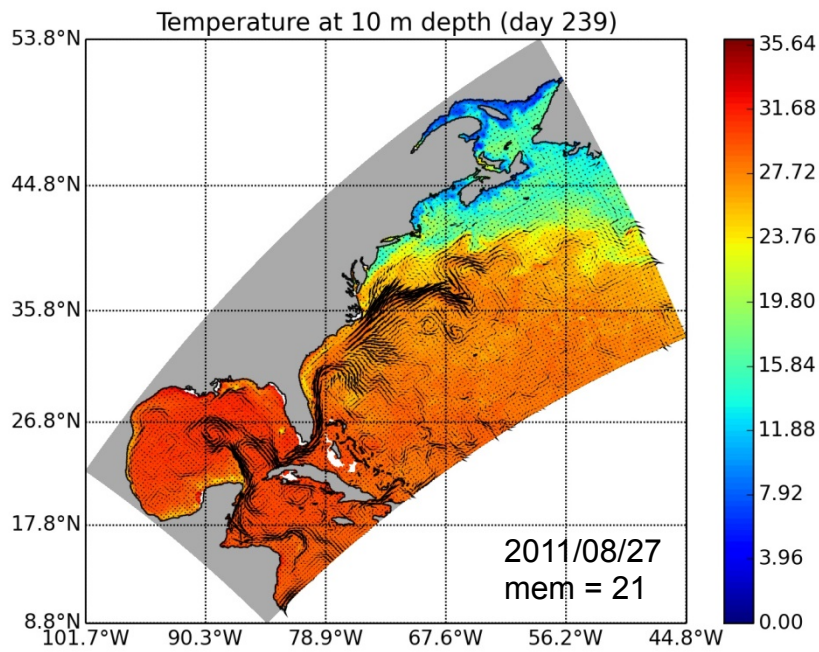 Temperature at 10 m depth (day 239)
53.8°N
44.8°N
35.8°N
26.8°N
17.8°N
8.8°N
101.7°W
90.3°W
78.9°W
67.6°W
56.2°W
44.8°W
2011/08/27
mem = 21
35.64
31.68
27.72
23.76
19.80
15.84
11.88
7.92
3.96
0.00